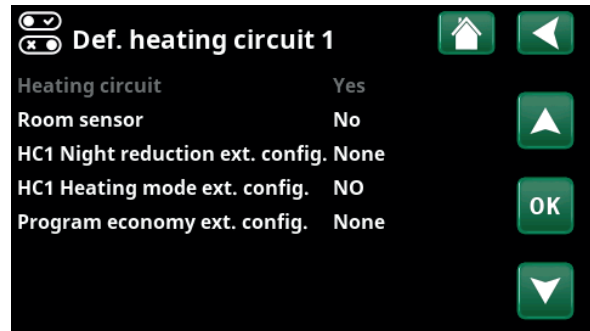 Def. heating circuit 1
Heating circuit Yes
Room sensor No
HC1 Night reduction ext. config. None
HC1 Heating mode ext. config. NO
Program economy ext. config. None
OK